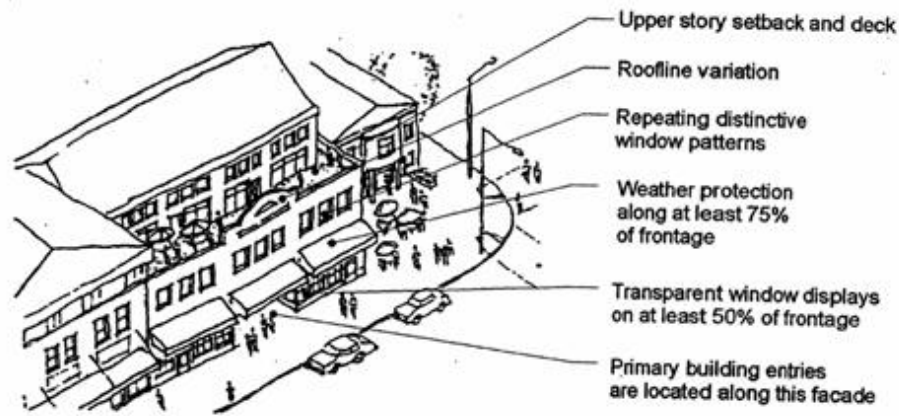 Upper story setback and deck
Roofline variation
Repeating distinctive
window patterns
Weather protection
along at least 75%
of frontage
Transparent window displays
on at least 50% of frontage
Primary building entries
are located along this facade